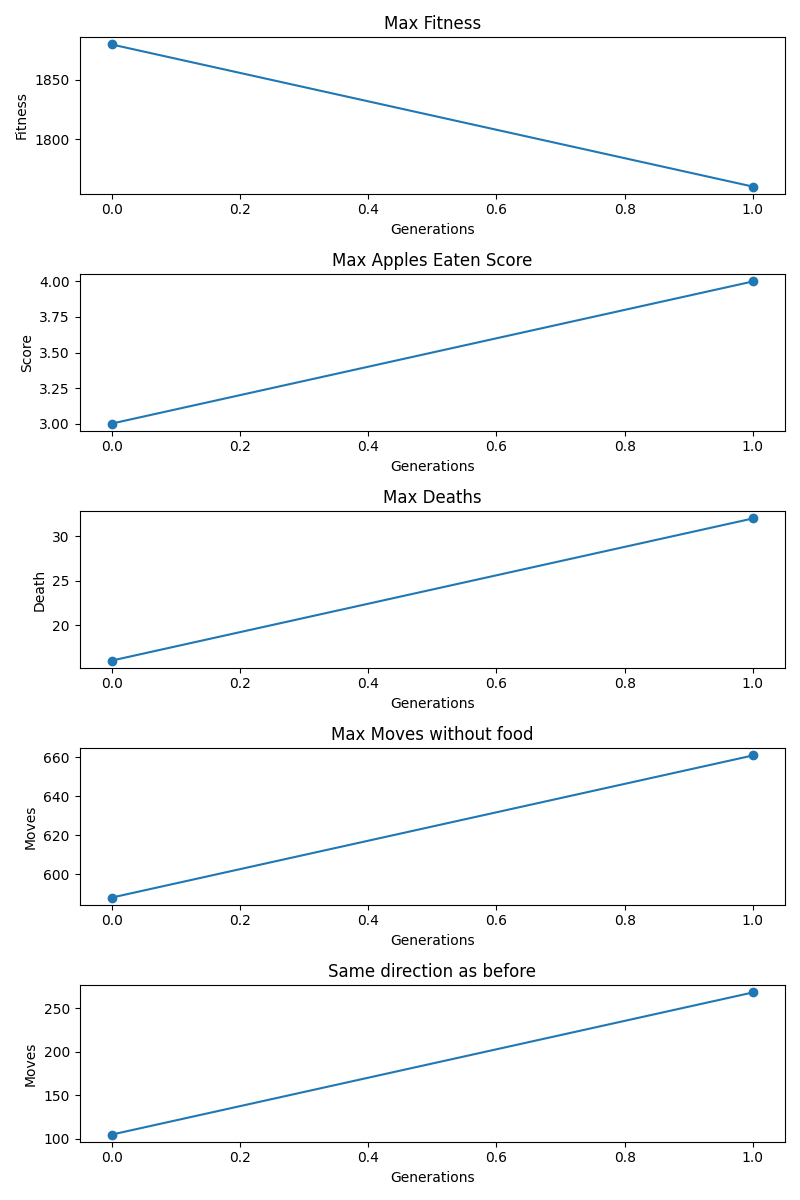 Max Fitness
1850
1800
Fitness
0.0 0.2 0.4 0.6 0.8 1.0
Generations
Max Apples Eaten Score
4.00
3.75
3.50
3.25
3.00
Score
0.0 0.2 0.4 0.6 0.8 1.0
Generations
Max Deaths
30
25
20
Death
0.0 0.2 0.4 0.6 0.8 1.0
Generations
Max Moves without food
660
640
620
600
Moves
0.0 0.2 0.4 0.6 0.8 1.0
Generations
Same direction as before
250
200
150
100
Moves
0.0 0.2 0.4 0.6 0.8 1.0
Generations